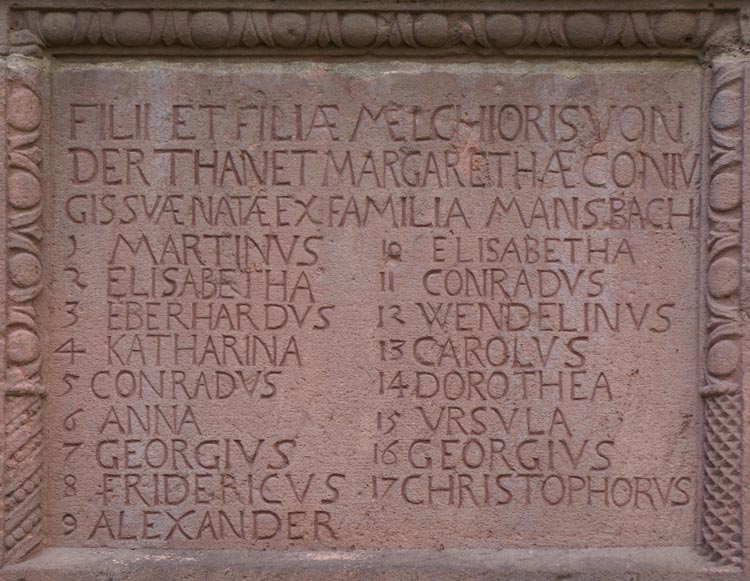 FILII ET FILIÆ MELCHIORIS VON
DER THAN ET MARGARETHÆ CONIV
GIS SVÆ NATÆ EX FAMILIA MANSBACH
1 MARTINVS
2 ELISABETHA
3 EBERHARDVS
4 KATHARINA
5 CONRADVS
6 ANNA
7 GEORGIVS
8 FRIDERICVS
9 ALEXANDER
10 ELISABETHA
11 CONRADVS
12 WENDELINVS
13 CAROLVS
14 DOROTHEA
15 VRSVLA
16 GEORGIVS
17 CHRISTOPHORVS